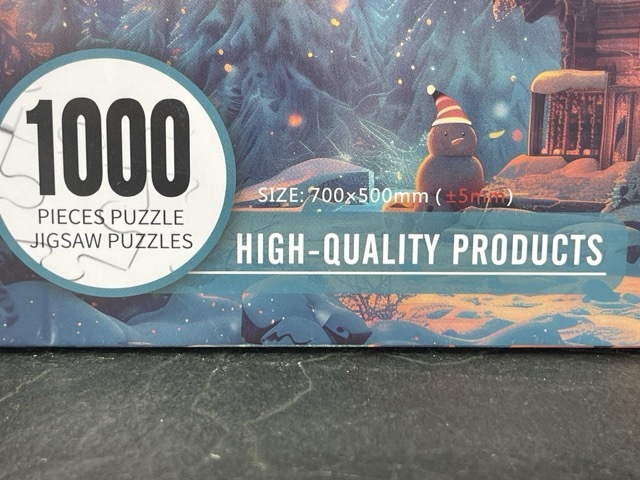 1000
PIECES PUZZLE
JIGSAW PUZZLES
SIZE: 700×500mm ( ±5mm)
HIGH-QUALITY PRODUCTS